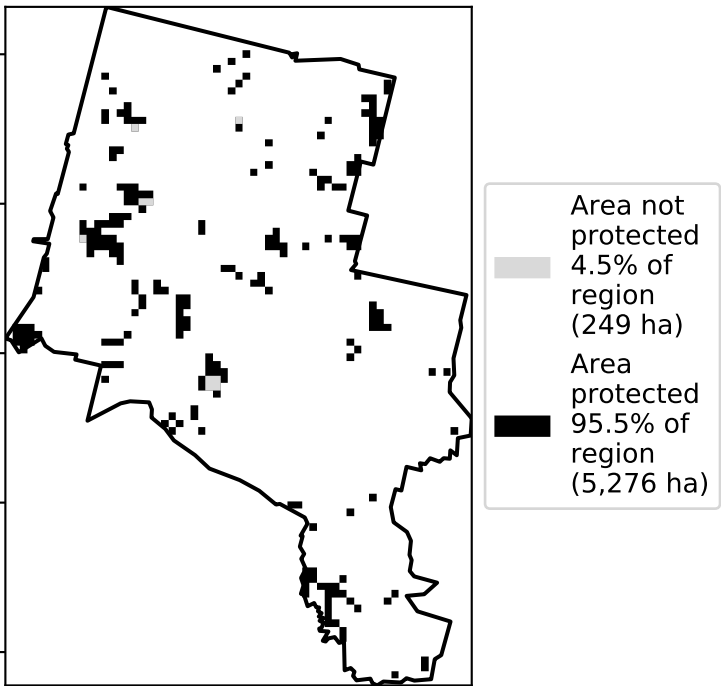 Area not
protected
4.5% of
region
(249 ha)
Area
protected
95.5% of
region
(5,276 ha)